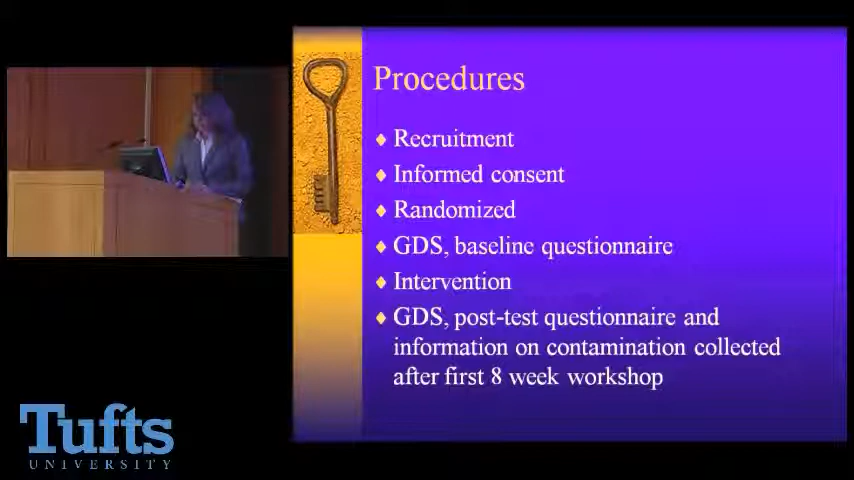 Procedures
Recruitment
Informed consent
Randomized
GDS, baseline questionnaire
Intervention
GDS, post-test questionnaire and
information on contamination collected
after first 8 week workshop
Tufts
UNIVERSITY